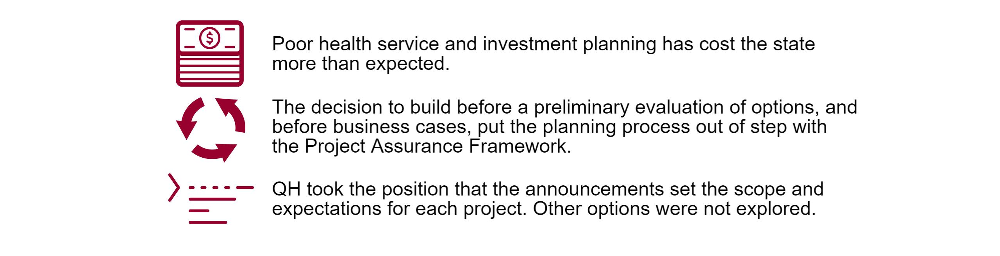 Poor health service and investment planning has cost the state
more than expected.
The decision to build before a preliminary evaluation of options, and
before business cases, put the planning process out of step with
the Project Assurance Framework.
QH took the position that the announcements set the scope and
expectations for each project. Other options were not explored.